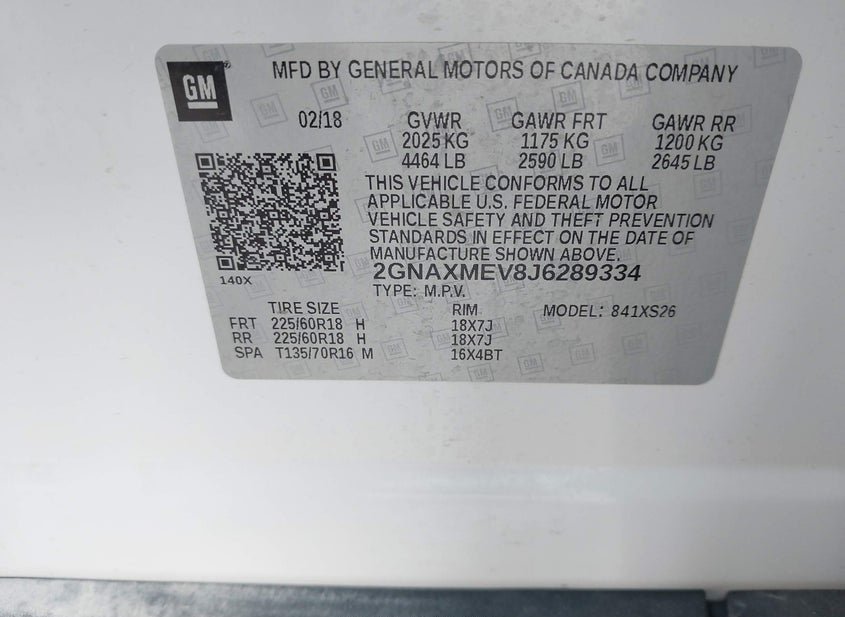 GM
MFD BY GENERAL MOTORS OF CANADA COMPANY
02/18 GVWR GAWR FRT GAWR RR
2025 KG 1175 KG 1200 KG
4464 LB 2590 LB 2645 LB
THIS VEHICLE CONFORMS TO ALL
APPLICABLE U.S. FEDERAL MOTOR
VEHICLE SAFETY AND THEFT PREVENTION
STANDARDS IN EFFECT ON THE DATE OF
MANUFACTURE SHOWN ABOVE.
2GNAXMEV8J6289334
140X
TYPE: M.P.V.
TIRE SIZE RIM MODEL: 841XS26
FRT 225/60R18 H 18X7J
RR 225/60R18 H 18X7J
SPA T135/70R16 M 16X4BT